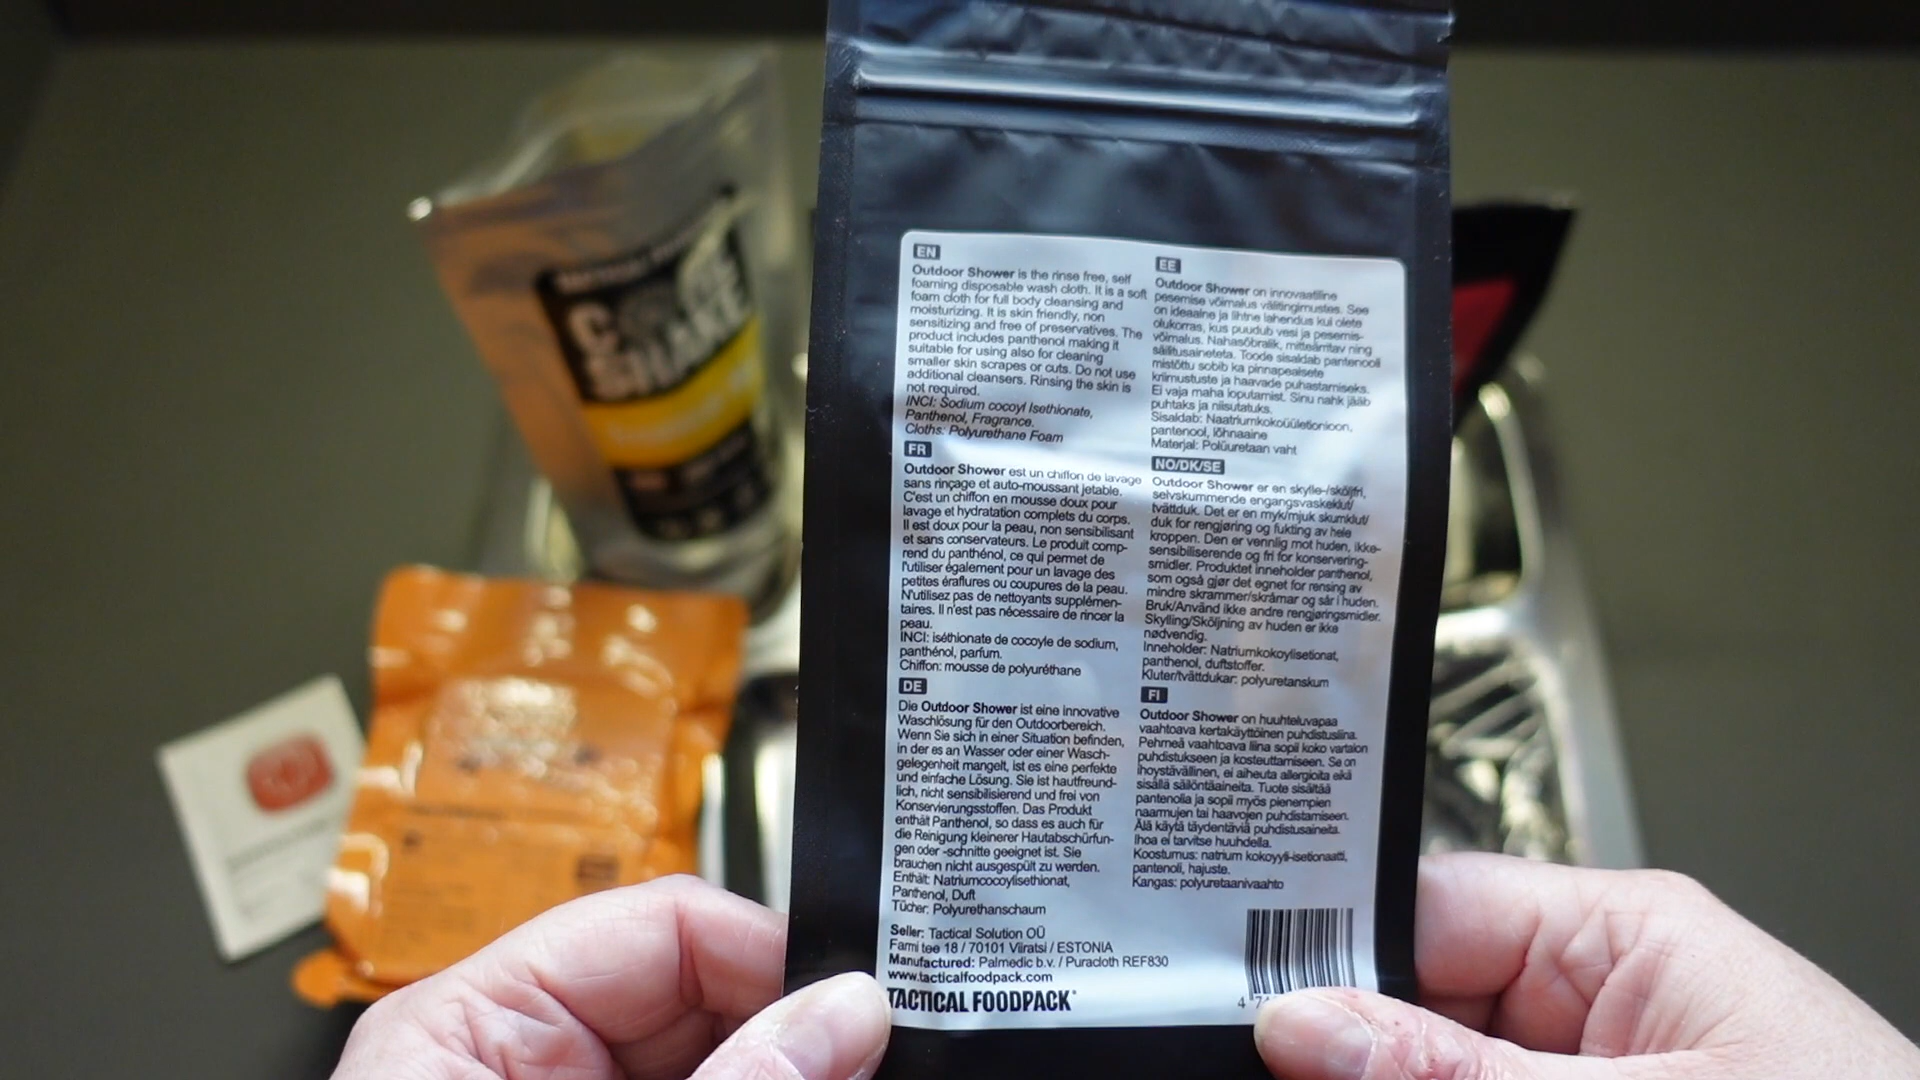 EN
Outdoor Shower is the rinse free, self
foaming disposable wash cloth. It is a soft
foam cloth for full body cleansing and
moisturizing. It is skin friendly, non
sensitizing and free of preservatives. The
product includes panthenol making it
suitable for using also for cleaning
smaller skin scrapes or cuts. Do not use
additional cleansers. Rinsing the skin is
not required.
INCI: Sodium cocoyl Isethionate,
Panthenol, Fragrance.
Cloths: Polyurethane Foam
FR
Outdoor Shower est un chiffon de lavage
sans rinçage et auto-moussant jetable.
C'est un chiffon en mousse doux pour
lavage et hydratation complets du corps.
Il est doux pour la peau, non sensibilisant
et sans conservateurs. Le produit comp-
rend du panthénol, ce qui permet de
l'utiliser également pour un lavage des
petites éraflures ou coupures de la peau.
N'utilisez pas de nettoyants supplémen-
taires. Il n'est pas nécessaire de rincer la
peau.
INCI: iséthionate de cocoyle de sodium,
panthénol, parfum.
Chiffon: mousse de polyuréthane
DE
Die Outdoor Shower ist eine innovative
Waschlösung für den Outdoorbereich.
Wenn Sie sich in einer Situation befinden,
in der es an Wasser oder einer Wasch-
gelegenheit mangelt, ist es eine perfekte
und einfache Lösung. Sie ist hautfreund-
lich, nicht sensibilisierend und frei von
Konservierungsstoffen. Das Produkt
enthält Panthenol, so dass es auch für
die Reinigung kleinerer Hautabschürfun-
gen oder -schnitte geeignet ist. Sie
brauchen nicht ausgespült zu werden.
Enthält: Natriumcocoylisethionat,
Panthenol, Duft
Tücher: Polyurethanschaum
EE
Outdoor Shower on innovaatiline
pesemise võimalus välitingimustes. See
on ideaalne ja lihtne lahendus kui olete
olukorras, kus puudub vesi ja pesemis-
võimalus. Nahasõbralik, mitteärritav ning
säilitusaineteta. Toode sisaldab pantenooli
mistõttu sobib ka pinnapealsete
kriimustuste ja haavade puhastamiseks.
Ei vaja maha loputamist. Sinu nahk jääb
puhtaks ja niisutatuks.
Sisaldab: Naatriumkokoüületionioon,
pantenool, lõhnaaine
Materjal: Polüuretaan vaht
NO/DK/SE
Outdoor Shower er en skylle-/sköljfri,
selvskummende engangsvaskeklut/
tvättduk. Det er en myk/mjuk skumklut/
duk for rengjøring og fukting av hele
kroppen. Den er vennlig mot huden, ikke-
sensibiliserende og fri for konservering-
smidler. Produktet inneholder panthenol,
som også gjør det egnet for rensing av
mindre skrammer/skråmar og sår i huden.
Bruk/Använd ikke andre rengjøringsmidler.
Skylling/Sköljning av huden er ikke
nødvendig.
Inneholder: Natriumkokoylisetionat,
panthenol, duftstoffer.
Kluter/tvättdukar: polyuretanskum
FI
Outdoor Shower on huuhteluvapaa
vaahtoava kertakäyttöinen puhdistusliina.
Pehmeä vaahtoava liina sopii koko vartalon
puhdistukseen ja kosteuttamiseen. Se on
ihoystävällinen, ei aiheuta allergioita eikä
sisällä säilöntäaineita. Tuote sisältää
pantenolia ja sopii myös pienempien
naarmujen tai haavojen puhdistamiseen.
Älä käytä täydentäviä puhdistusaineita.
Ihoa ei tarvitse huuhdella.
Koostumus: natrium kokoyyli-isetionaatti,
pantenoli, hajuste.
Kangas: polyuretaanivaahto
Seller: Tactical Solution OÜ
Farmi tee 18 / 70101 Viiratsi / ESTONIA
Manufactured: Palmedic b.v. / Puracloth REF830
www.tacticalfoodpack.com
TACTICAL FOODPACK®
4 7
SHAKE